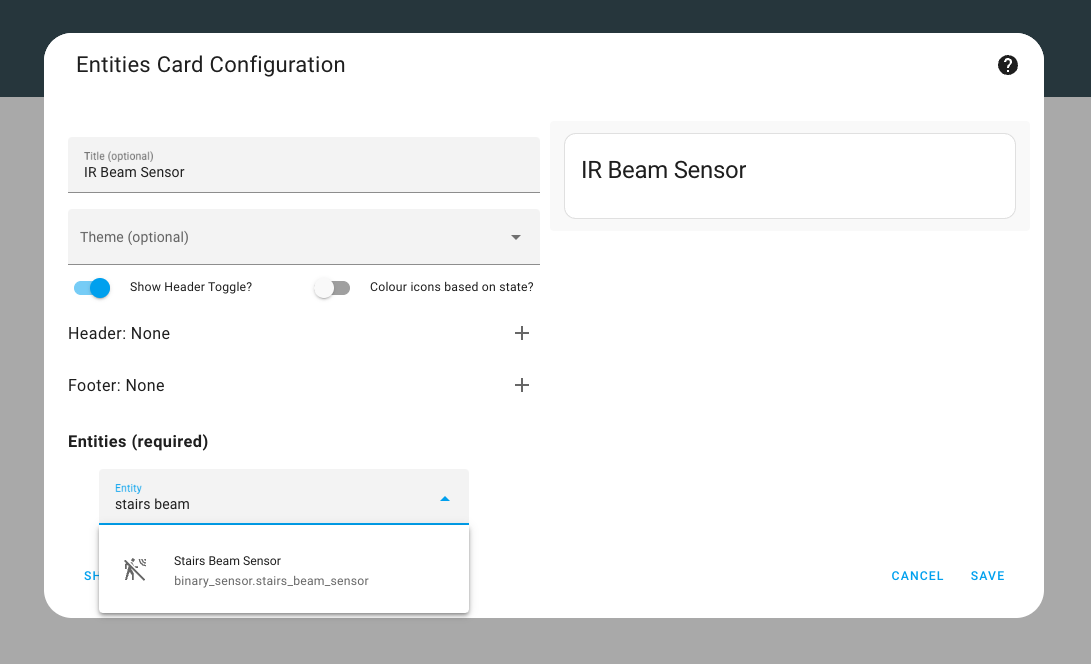 Entities Card Configuration
?
Title (optional)
IR Beam Sensor
IR Beam Sensor
Theme (optional)
Show Header Toggle?
Colour icons based on state?
Header: None
Footer: None
Entities (required)
Entity
stairs beam
Stairs Beam Sensor
binary_sensor.stairs_beam_sensor
SH
CANCEL
SAVE